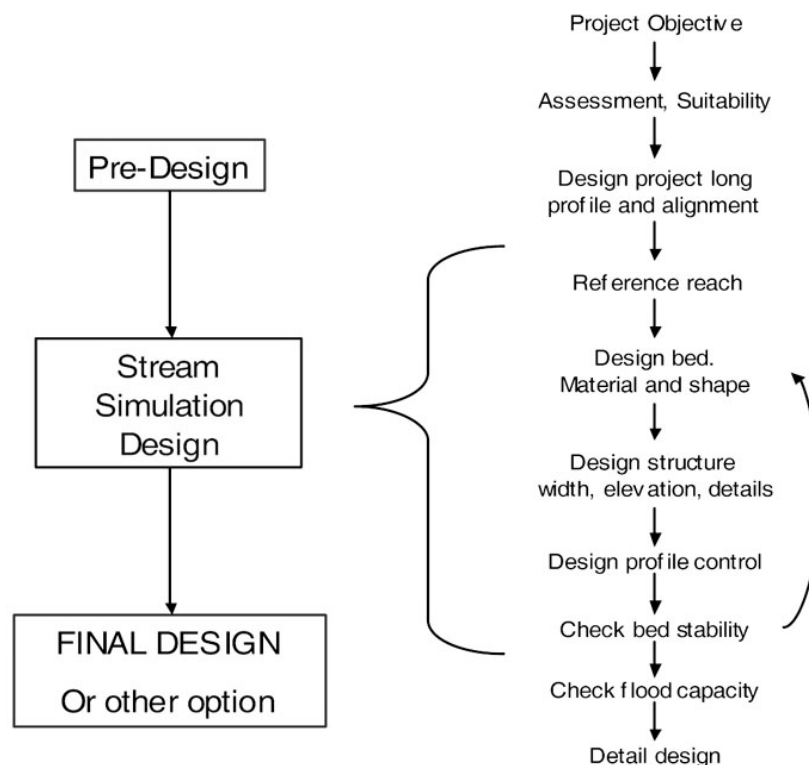 Pre-Design
Stream
Simulation
Design
FINAL DESIGN
Or other option
Project Objective
Assessment, Suitability
Design project long
profile and alignment
Reference reach
Design bed.
Material and shape
Design structure
width, elevation, details
Design profile control
Check bed stability
Check flood capacity
Detail design